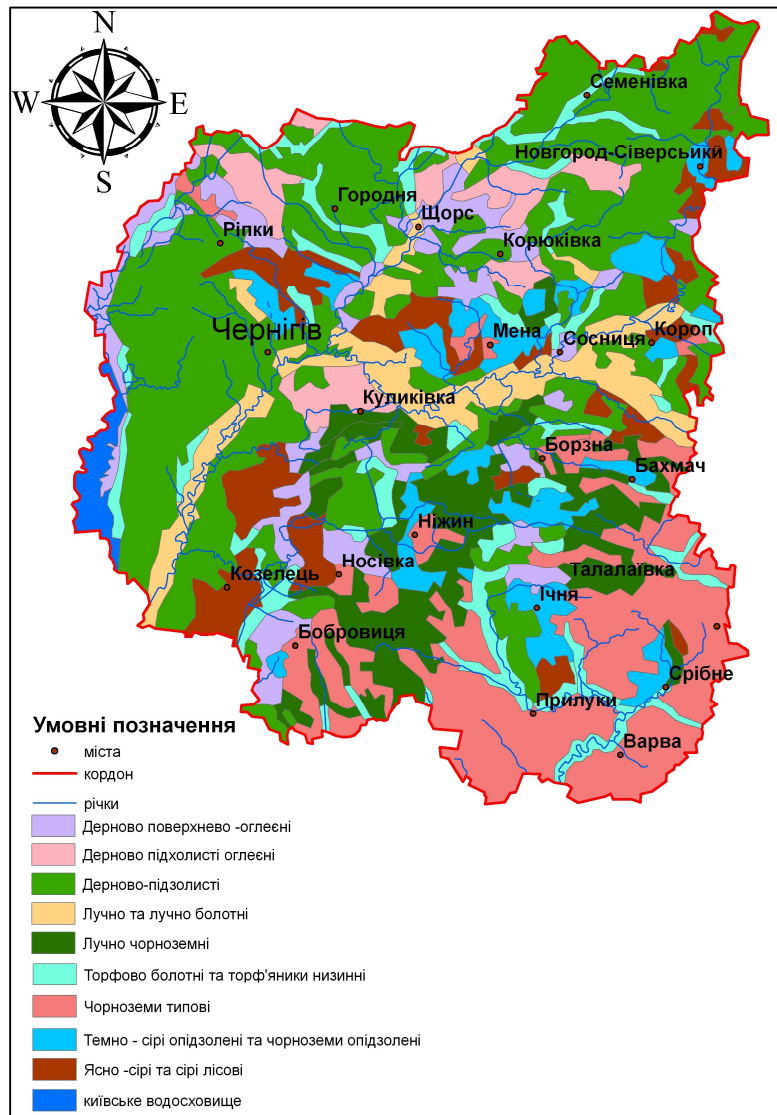 N
W E
S
Семенівка
Новгород-Сіверсьикй
Городня
Щорс
Ріпки
Корюківка
Чернігів
Мена
Сосниця
Короп
Куликівка
Борзна
Бахмач
Ніжин
Носівка
Талалаївка
Козелець
Ічня
Бобровиця
Срібне
Прилуки
Варва
Умовні позначення
міста
кордон
річки
Дерново поверхнево -оглеєні
Дерново підхолисті оглеєні
Дерново-підзолисті
Лучно та лучно болотні
Лучно чорноземні
Торфово болотні та торф'яники низинні
Чорноземи типові
Темно - сірі опідзолені та чорноземи опідзолені
Ясно -сірі та сірі лісові
київське водосховище